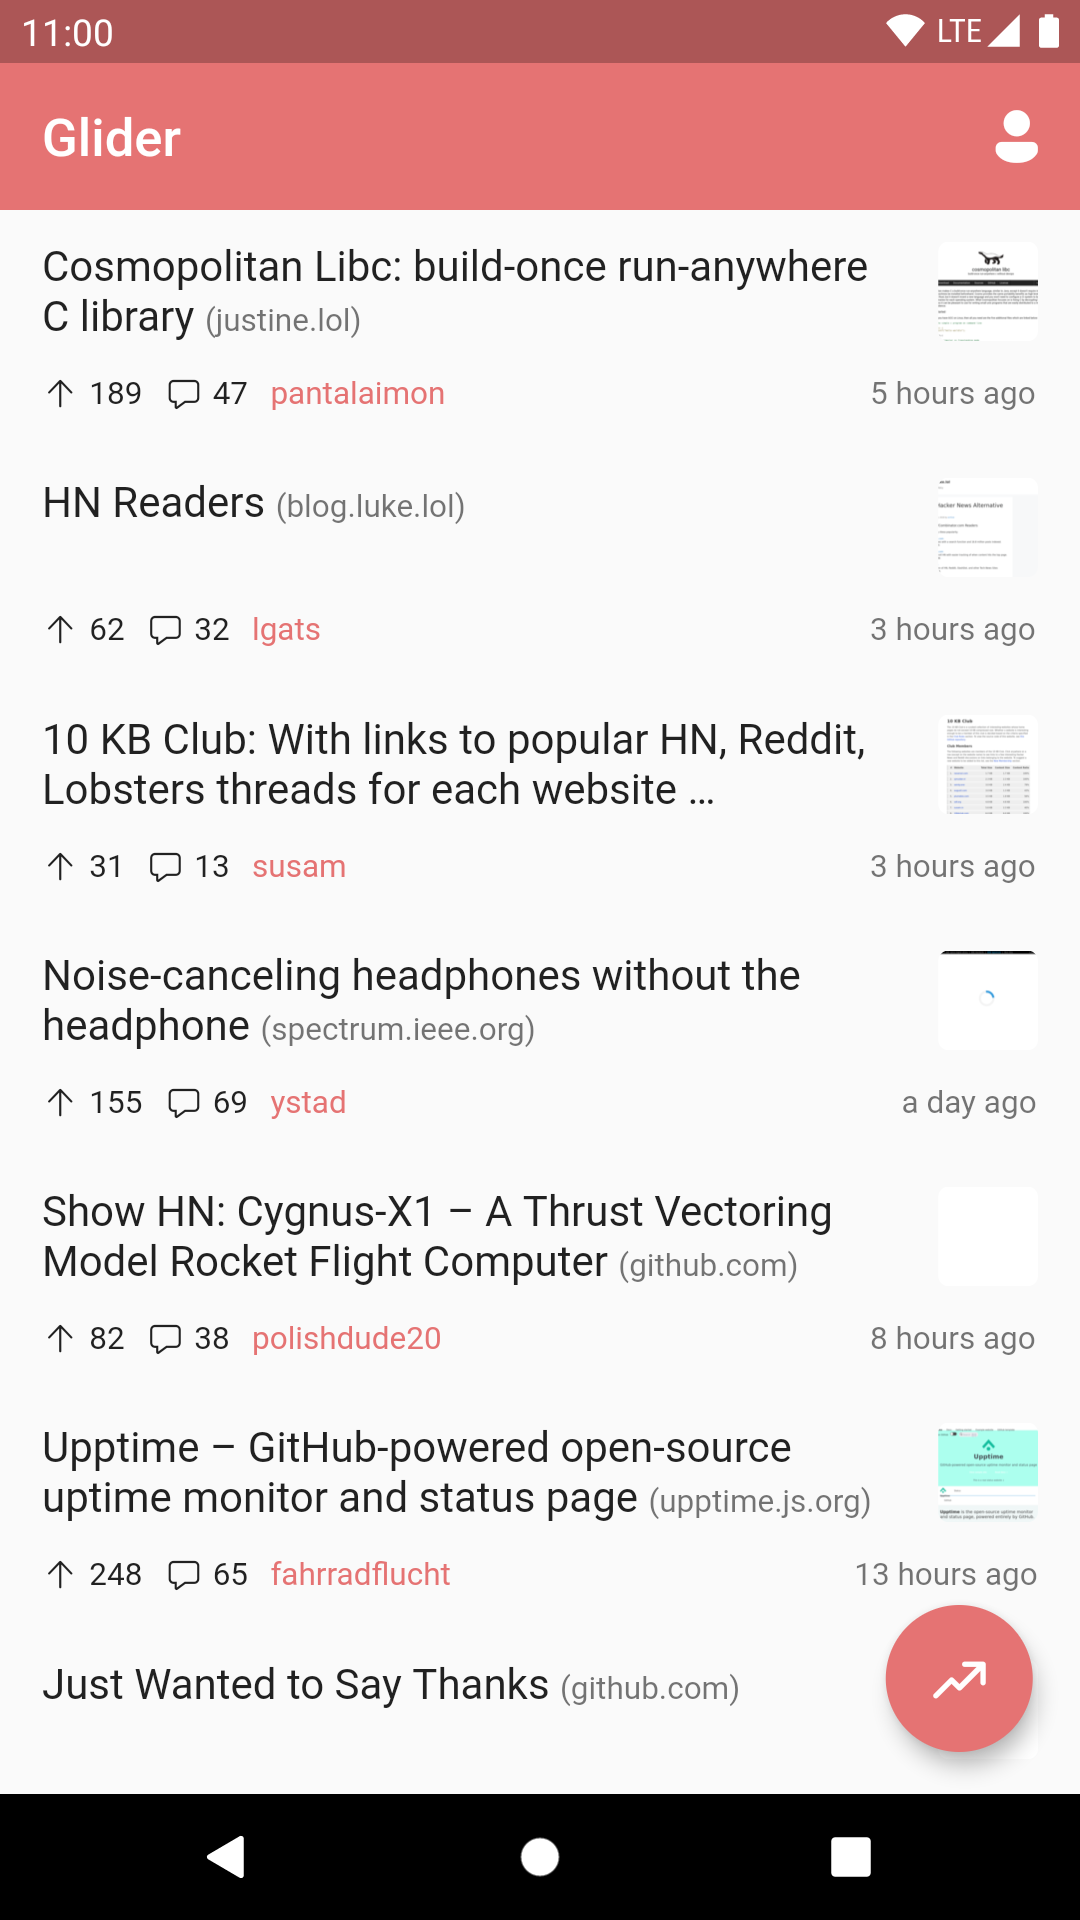 11:00 LTE
Glider
Cosmopolitan Libc: build-once run-anywhere
C library (justine.lol)
189 47 pantalaimon 5 hours ago
HN Readers (blog.luke.lol)
62 32 lgats 3 hours ago
10 KB Club: With links to popular HN, Reddit,
Lobsters threads for each website ...
31 13 susam 3 hours ago
Noise-canceling headphones without the
headphone (spectrum.ieee.org)
155 69 ystad a day ago
Show HN: Cygnus-X1 – A Thrust Vectoring
Model Rocket Flight Computer (github.com)
82 38 polishdude20 8 hours ago
Upptime – GitHub-powered open-source
uptime monitor and status page (upptime.js.org)
Upptime
248 65 fahrradflucht 13 hours ago
Just Wanted to Say Thanks (github.com)